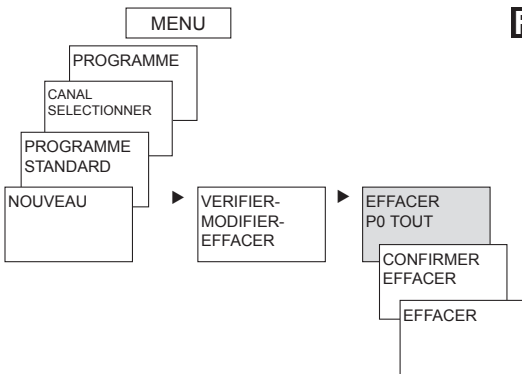 MENU
PROGRAMME
CANAL
SELECTIONNER
PROGRAMME
STANDARD
NOUVEAU
VERIFIER-
MODIFIER-
EFFACER
EFFACER
P0 TOUT
CONFIRMER
EFFACER
EFFACER